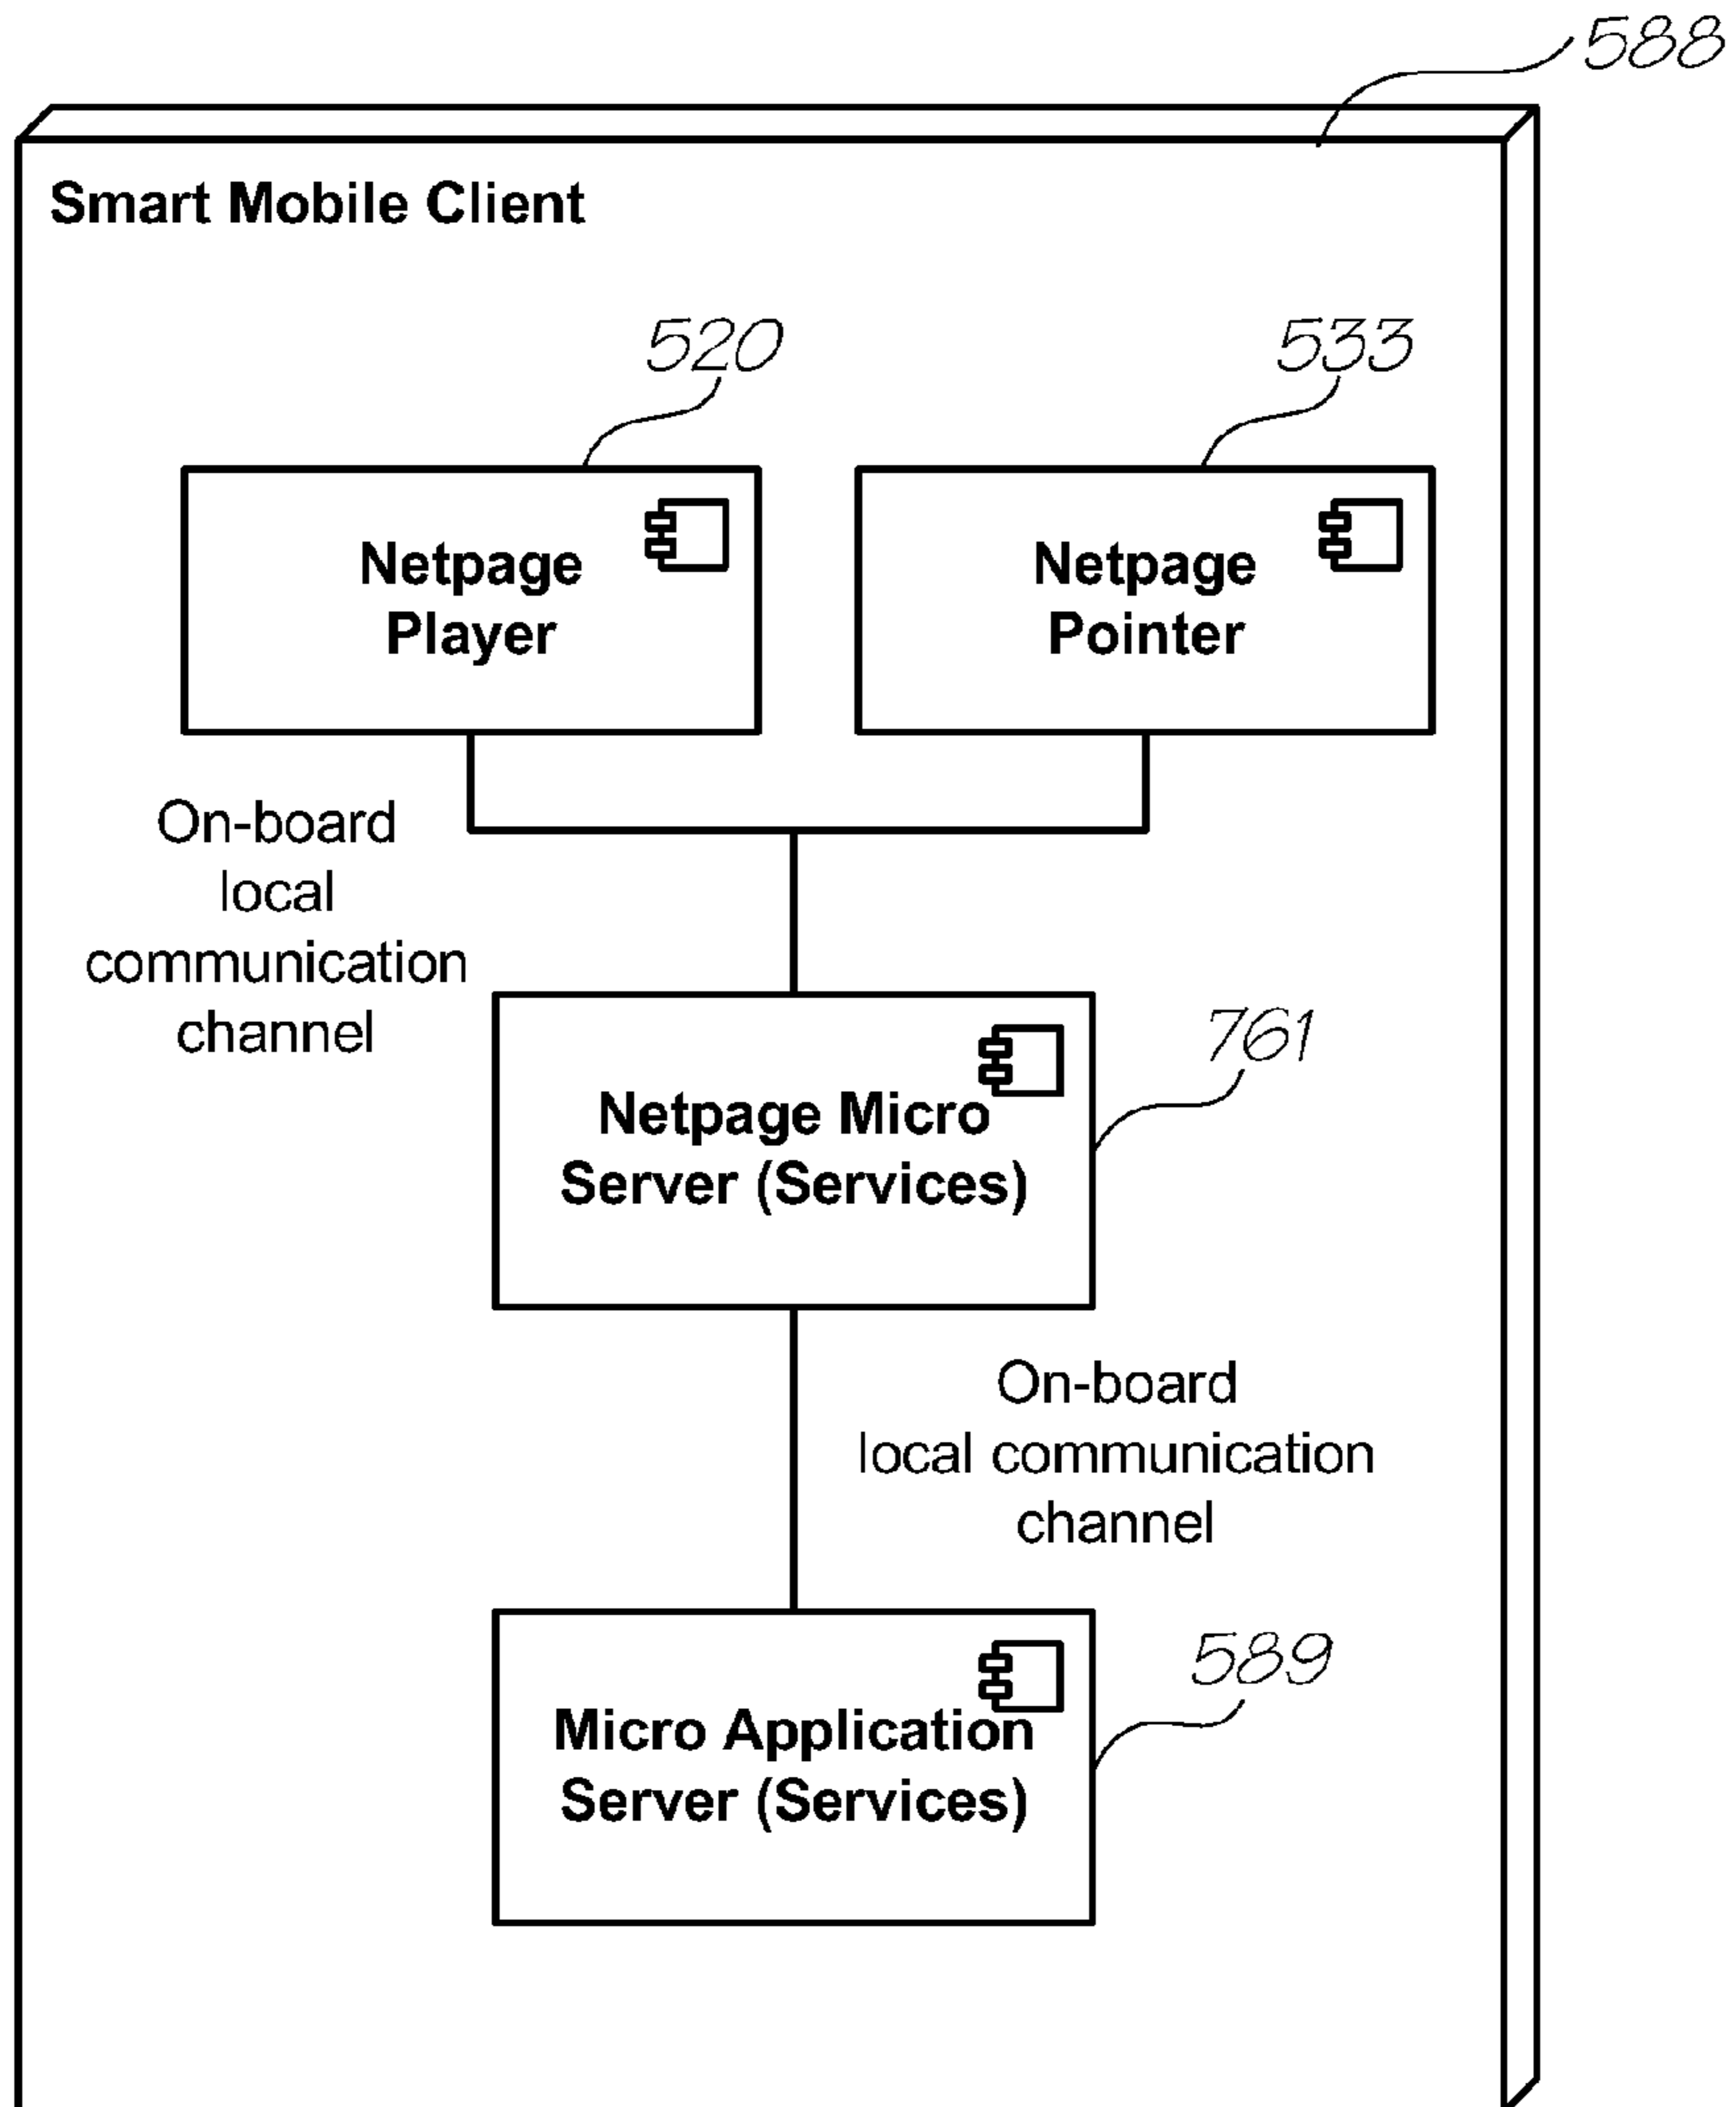 588
Smart Mobile Client
520
533
Netpage
Player
Netpage
Pointer
On-board
local
communication
channel
761
Netpage Micro
Server (Services)
On-board
local communication
channel
589
Micro Application
Server (Services)